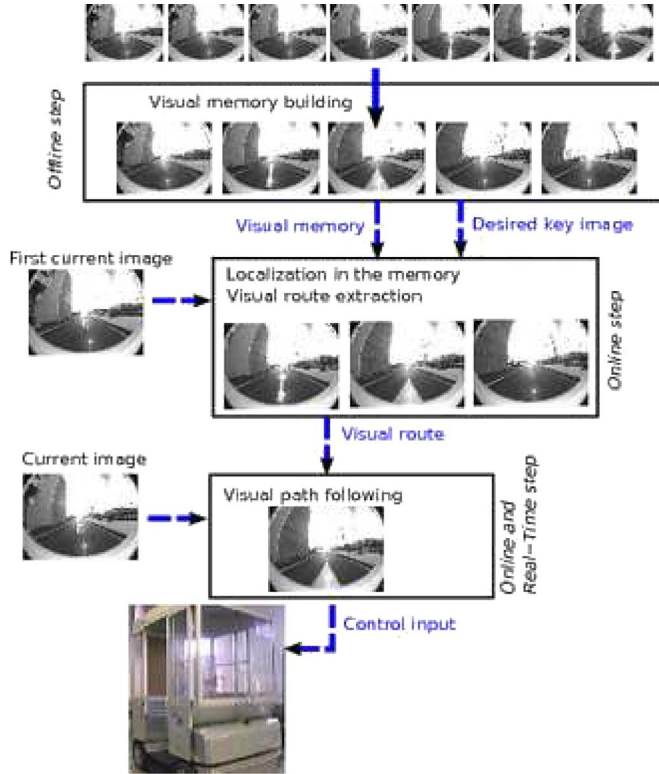 Visual memory building
Offline step
Visual memory
Desired key image
First current image
Localization in the memory
Visual route extraction
Online step
Visual route
Current image
Visual path following
Online and
Real-Time step
Control input